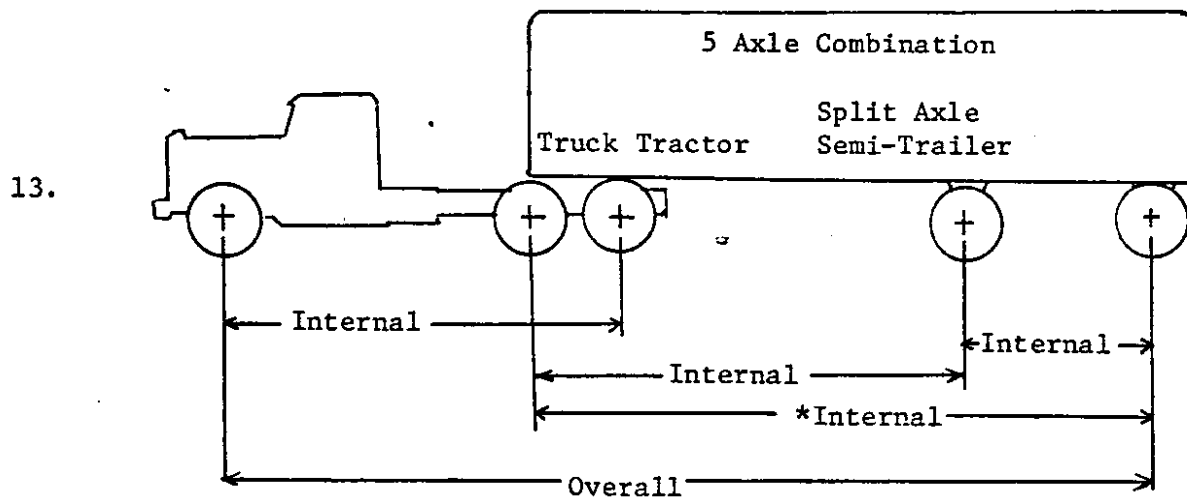 5 Axle Combination
Split Axle
Truck Tractor Semi-Trailer
13.
Internal
Internal
Internal
*Internal
Overall